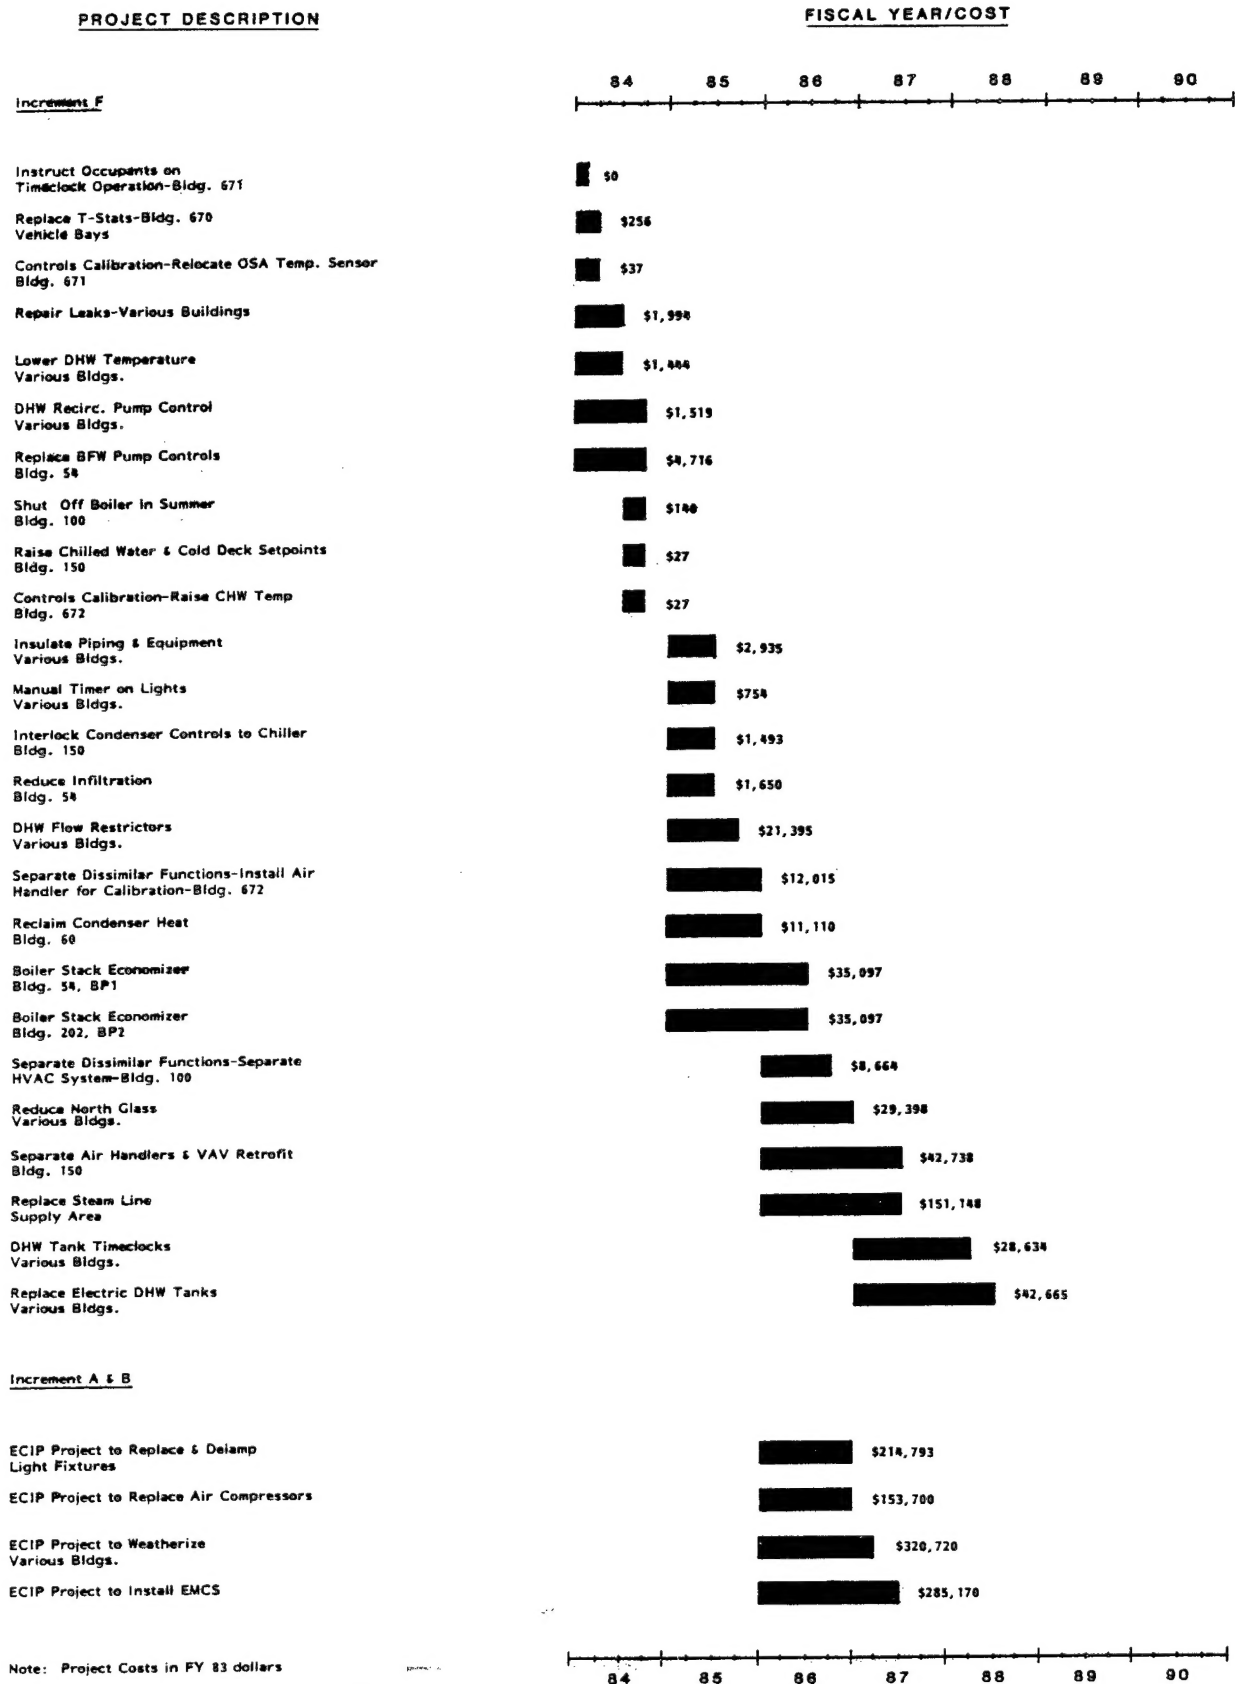 PROJECT DESCRIPTION
FISCAL YEAR/COST
84 85 86 87 88 89 90
Increment F
Instruct Occupants on
Timeclock Operation-Bldg. 671
$0
Replace T-Stats-Bldg. 670
Vehicle Bays
$256
Controls Calibration-Relocate OSA Temp. Sensor
Bldg. 671
$37
Repair Leaks-Various Buildings
$1,994
Lower DHW Temperature
Various Bldgs.
$1,444
DHW Recirc. Pump Control
Various Bldgs.
$1,519
Replace BFW Pump Controls
Bldg. 54
$4,716
Shut Off Boiler in Summer
Bldg. 100
$140
Raise Chilled Water & Cold Deck Setpoints
Bldg. 150
$27
Controls Calibration-Raise CHW Temp
Bldg. 672
$27
Insulate Piping & Equipment
Various Bldgs.
$2,935
Manual Timer on Lights
Various Bldgs.
$754
Interlock Condenser Controls to Chiller
Bldg. 150
$1,493
Reduce Infiltration
Bldg. 54
$1,650
DHW Flow Restrictors
Various Bldgs.
$21,395
Separate Dissimilar Functions-Install Air
Handler for Calibration-Bldg. 672
$12,015
Reclaim Condenser Heat
Bldg. 60
$11,110
Boiler Stack Economizer
Bldg. 54, BP1
$35,097
Boiler Stack Economizer
Bldg. 202, BP2
$35,097
Separate Dissimilar Functions-Separate
HVAC System-Bldg. 100
$8,664
Reduce North Glass
Various Bldgs.
$29,398
Separate Air Handlers & VAV Retrofit
Bldg. 150
$42,738
Replace Steam Line
Supply Area
$151,148
DHW Tank Timeclocks
Various Bldgs.
$28,634
Replace Electric DHW Tanks
Various Bldgs.
$42,665
Increment A & B
ECIP Project to Replace & Delamp
Light Fixtures
$214,793
ECIP Project to Replace Air Compressors
$153,700
ECIP Project to Weatherize
Various Bldgs.
$320,720
ECIP Project to Install EMCS
$285,170
Note: Project Costs in FY 83 dollars
84 85 86 87 88 89 90